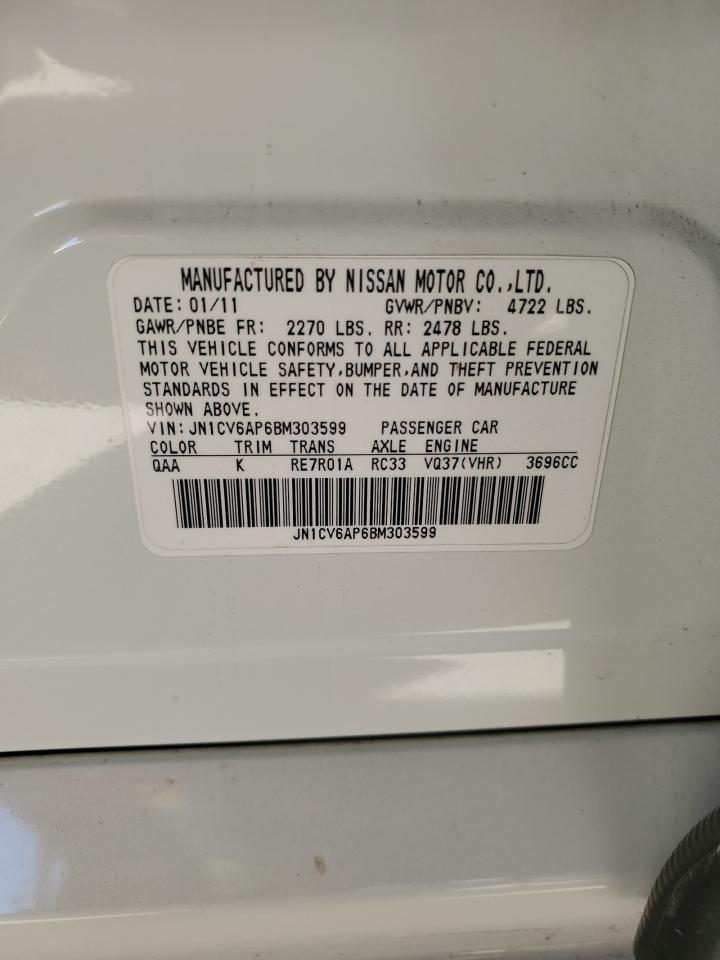 MANUFACTURED BY NISSAN MOTOR CO.,LTD.
DATE: 01/11 GVWR/PNBV: 4722 LBS.
GAWR/PNBE FR: 2270 LBS. RR: 2478 LBS.
THIS VEHICLE CONFORMS TO ALL APPLICABLE FEDERAL
MOTOR VEHICLE SAFETY,BUMPER,AND THEFT PREVENTION
STANDARDS IN EFFECT ON THE DATE OF MANUFACTURE
SHOWN ABOVE.
VIN: JN1CV6AP6BM303599 PASSENGER CAR
COLOR TRIM TRANS AXLE ENGINE
QAA K RE7R01A RC33 VQ37(VHR) 3696CC
JN1CV6AP6BM303599